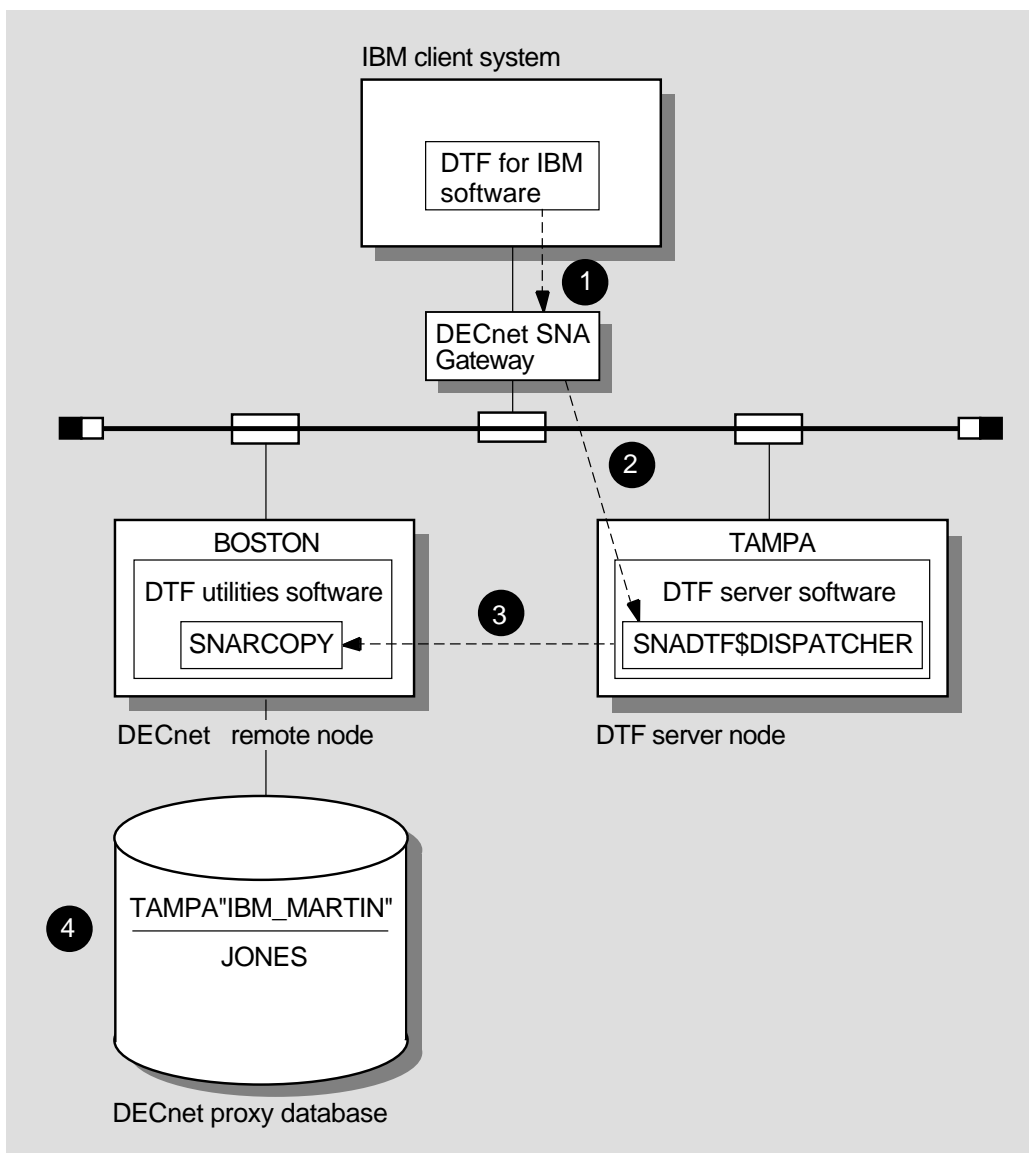 IBM client system
DTF for IBM
software
1
DECnet SNA
Gateway
2
BOSTON
DTF utilities software
SNARCOPY
3
TAMPA
DTF server software
SNADTF$DISPATCHER
DECnet remote node
DTF server node
4
TAMPA"IBM_MARTIN"
JONES
DECnet proxy database